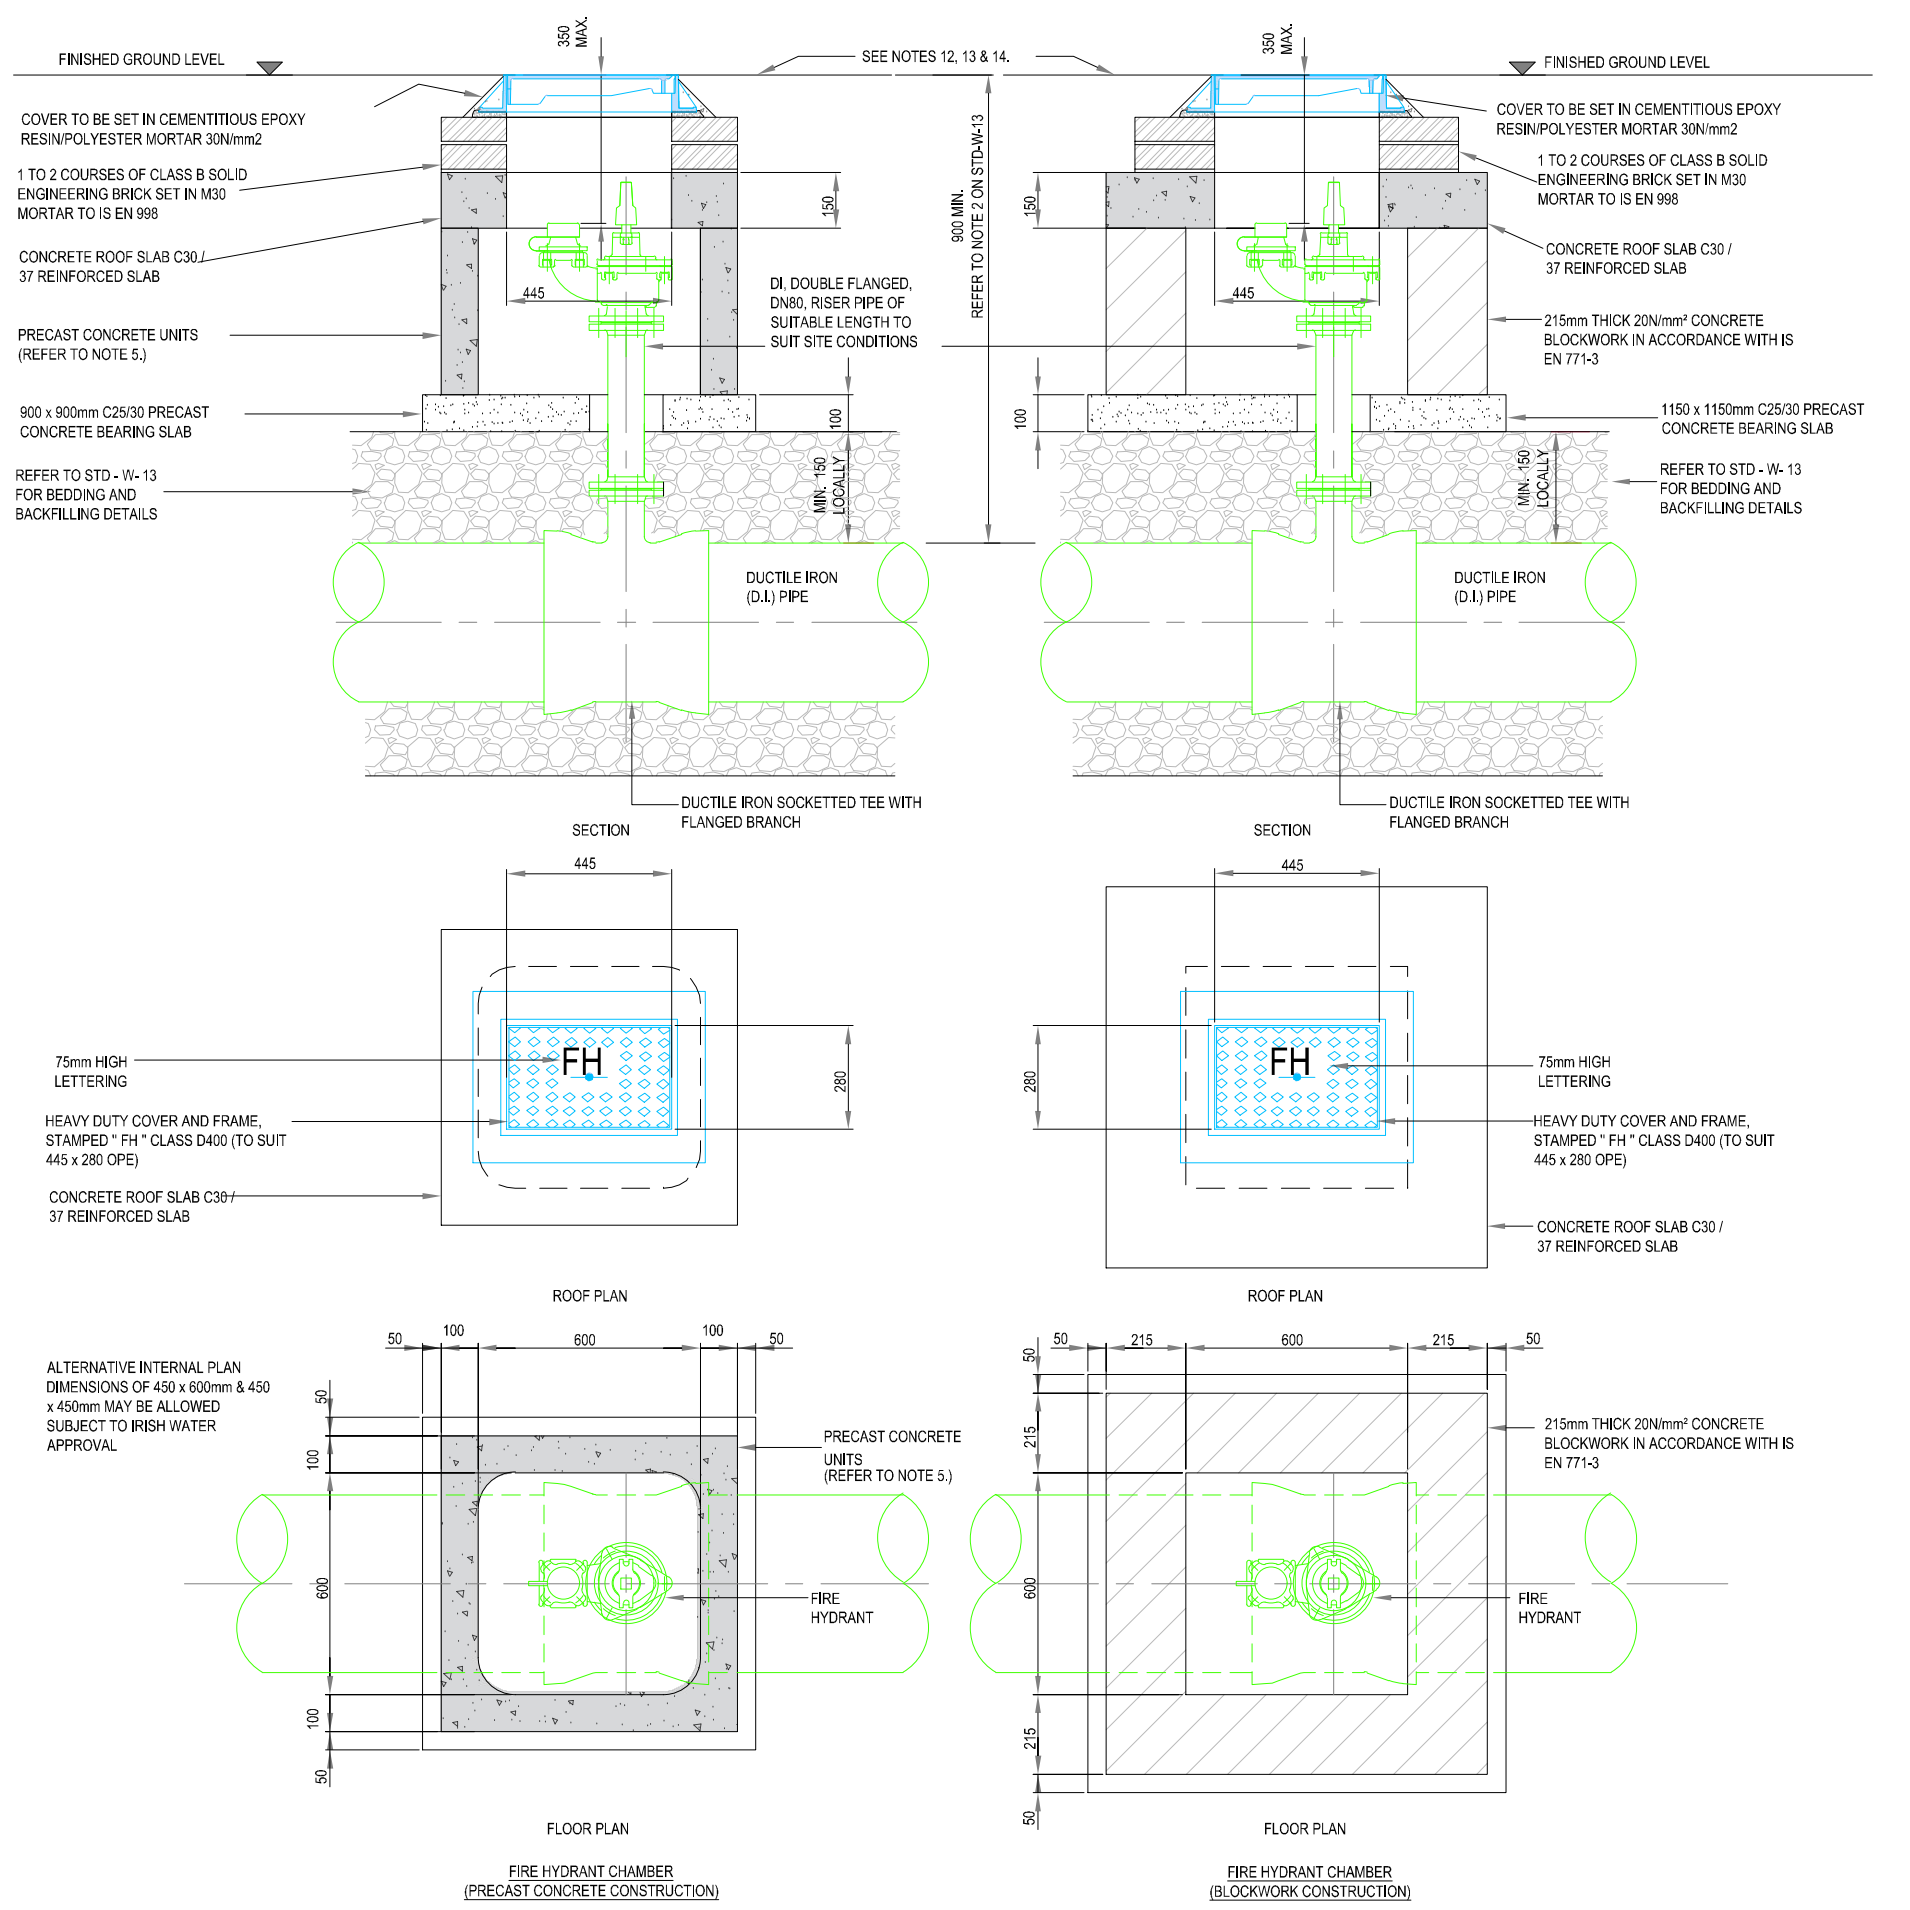 350
MAX.
350
MAX.
FINISHED GROUND LEVEL
SEE NOTES 12, 13 & 14.
FINISHED GROUND LEVEL
COVER TO BE SET IN CEMENTITIOUS EPOXY
RESIN/POLYESTER MORTAR 30N/mm2
1 TO 2 COURSES OF CLASS B SOLID
ENGINEERING BRICK SET IN M30
MORTAR TO IS EN 998
CONCRETE ROOF SLAB C30 /
37 REINFORCED SLAB
PRECAST CONCRETE UNITS
(REFER TO NOTE 5.)
900 x 900mm C25/30 PRECAST
CONCRETE BEARING SLAB
REFER TO STD - W- 13
FOR BEDDING AND
BACKFILLING DETAILS
150
445
DI, DOUBLE FLANGED,
DN80, RISER PIPE OF
SUITABLE LENGTH TO
SUIT SITE CONDITIONS
100
MIN. 150
LOCALLY
900 MIN.
REFER TO NOTE 2 ON STD-W-13
DUCTILE IRON
(D.I.) PIPE
DUCTILE IRON SOCKETTED TEE WITH
FLANGED BRANCH
SECTION
COVER TO BE SET IN CEMENTITIOUS EPOXY
RESIN/POLYESTER MORTAR 30N/mm2
1 TO 2 COURSES OF CLASS B SOLID
ENGINEERING BRICK SET IN M30
MORTAR TO IS EN 998
150
CONCRETE ROOF SLAB C30 /
37 REINFORCED SLAB
445
215mm THICK 20N/mm² CONCRETE
BLOCKWORK IN ACCORDANCE WITH IS
EN 771-3
100
1150 x 1150mm C25/30 PRECAST
CONCRETE BEARING SLAB
MIN. 150
LOCALLY
REFER TO STD - W- 13
FOR BEDDING AND
BACKFILLING DETAILS
DUCTILE IRON
(D.I.) PIPE
DUCTILE IRON SOCKETTED TEE WITH
FLANGED BRANCH
SECTION
445
FH
280
75mm HIGH
LETTERING
HEAVY DUTY COVER AND FRAME,
STAMPED " FH " CLASS D400 (TO SUIT
445 x 280 OPE)
CONCRETE ROOF SLAB C30 /
37 REINFORCED SLAB
ROOF PLAN
445
FH
280
75mm HIGH
LETTERING
HEAVY DUTY COVER AND FRAME,
STAMPED " FH " CLASS D400 (TO SUIT
445 x 280 OPE)
CONCRETE ROOF SLAB C30 /
37 REINFORCED SLAB
ROOF PLAN
ALTERNATIVE INTERNAL PLAN
DIMENSIONS OF 450 x 600mm & 450
x 450mm MAY BE ALLOWED
SUBJECT TO IRISH WATER
APPROVAL
50
100
600
100
50
50
100
600
100
50
PRECAST CONCRETE
UNITS
(REFER TO NOTE 5.)
FIRE
HYDRANT
FLOOR PLAN
FIRE HYDRANT CHAMBER
(PRECAST CONCRETE CONSTRUCTION)
50
215
600
215
50
50
215
600
215
50
215mm THICK 20N/mm² CONCRETE
BLOCKWORK IN ACCORDANCE WITH IS
EN 771-3
FIRE
HYDRANT
FLOOR PLAN
FIRE HYDRANT CHAMBER
(BLOCKWORK CONSTRUCTION)